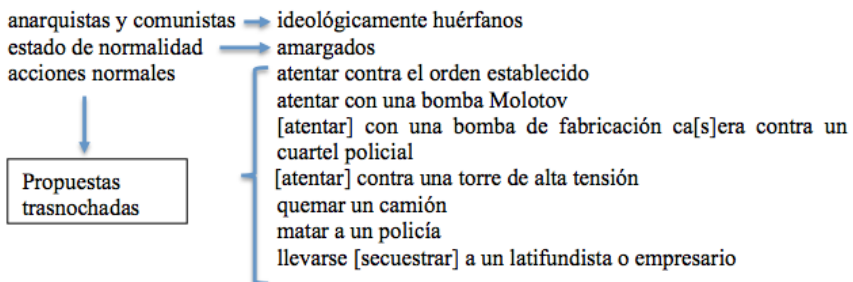 anarquistas y comunistas ideológicamente huérfanos
estado de normalidad amargados
acciones normales atentar contra el orden establecido
atentar con una bomba Molotov
[atentar] con una bomba de fabricación ca[s]era contra un
cuartel policial
[atentar] contra una torre de alta tensión
quemar un camión
matar a un policía
llevarse [secuestrar] a un latifundista o empresario
Propuestas
trasnochadas